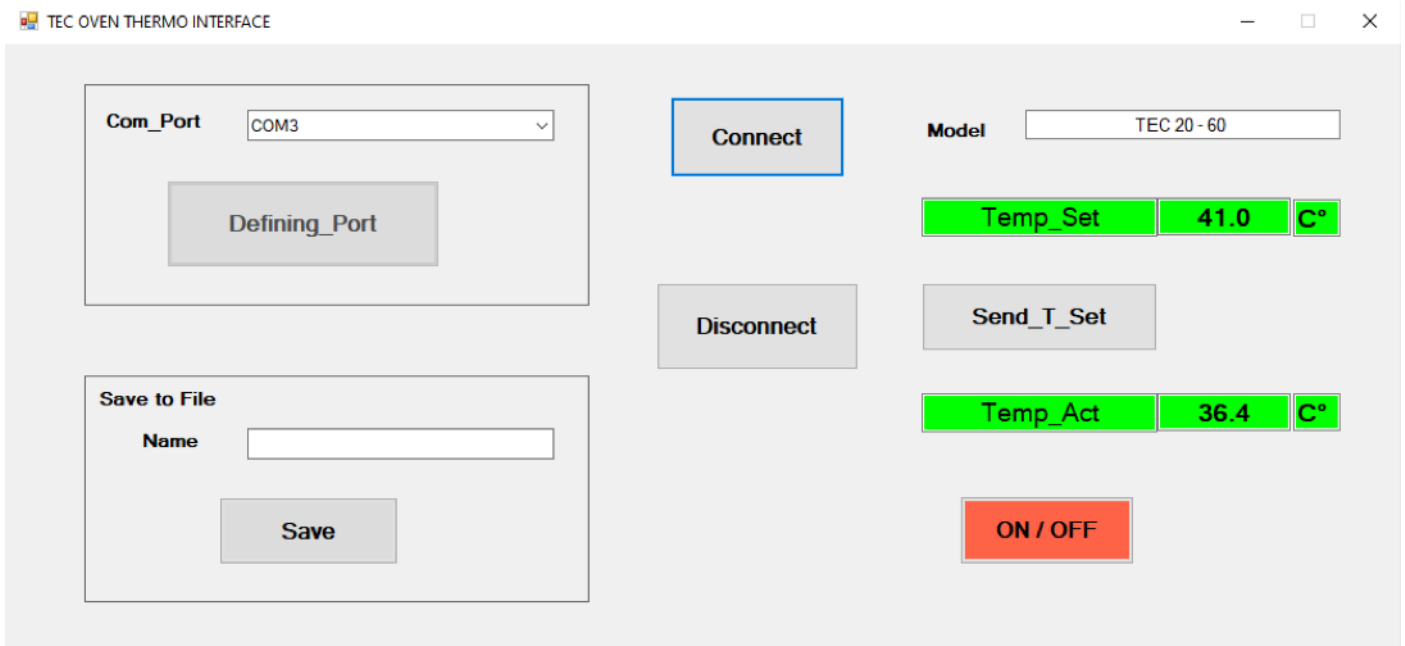 TEC OVEN THERMO INTERFACE
Com_Port COM3
Defining_Port
Save to File
Name
Save
Connect
Disconnect
Model TEC 20 - 60
Temp_Set 41.0 C°
Send_T_Set
Temp_Act 36.4 C°
ON / OFF